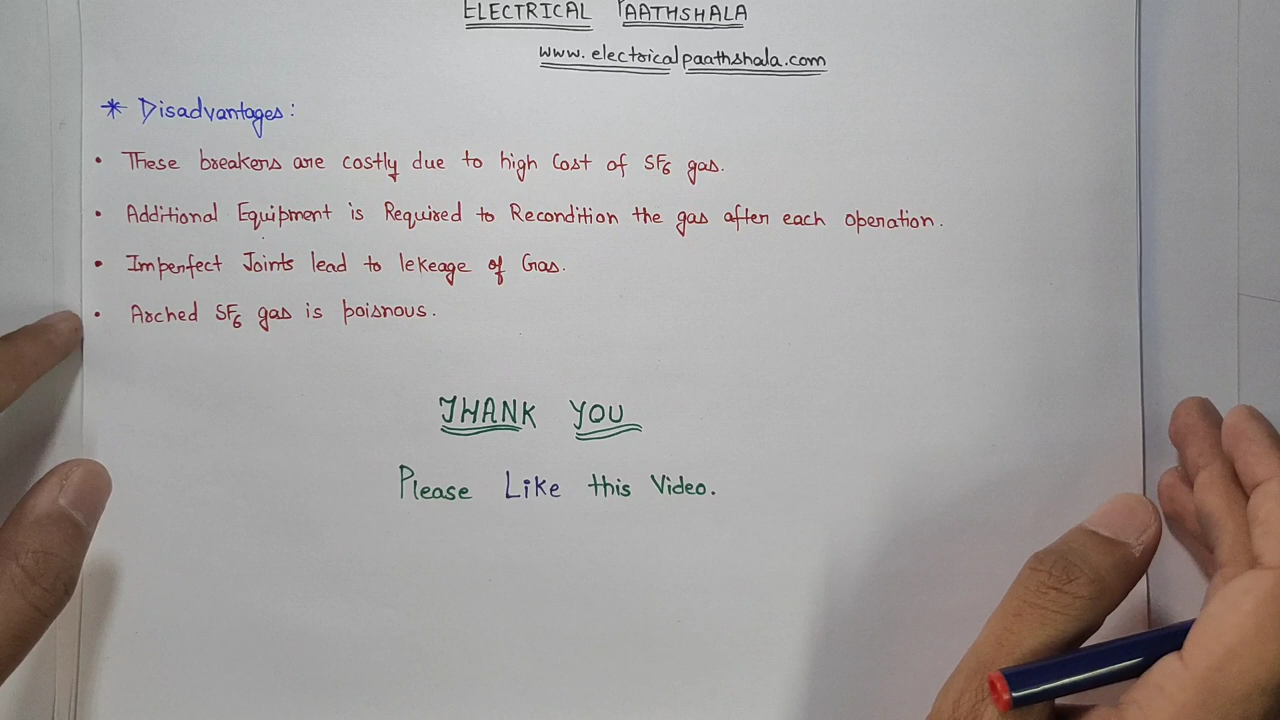 ELECTRICAL PAATHSHALA
www.electricalpaathshala.com
* Disadvantages:
• These breakers are costly due to high Cost of SF6 gas.
• Additional Equipment is Required to Recondition the gas after each operation.
• Imperfect Joints lead to lekeage of Gas.
• Arched SF6 gas is poisnous.
THANK YOU
Please Like this Video.